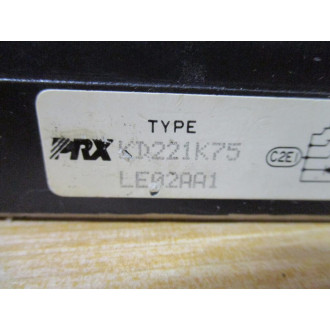 TYPE
PRX KD221K75
LE02AA1
C2E1